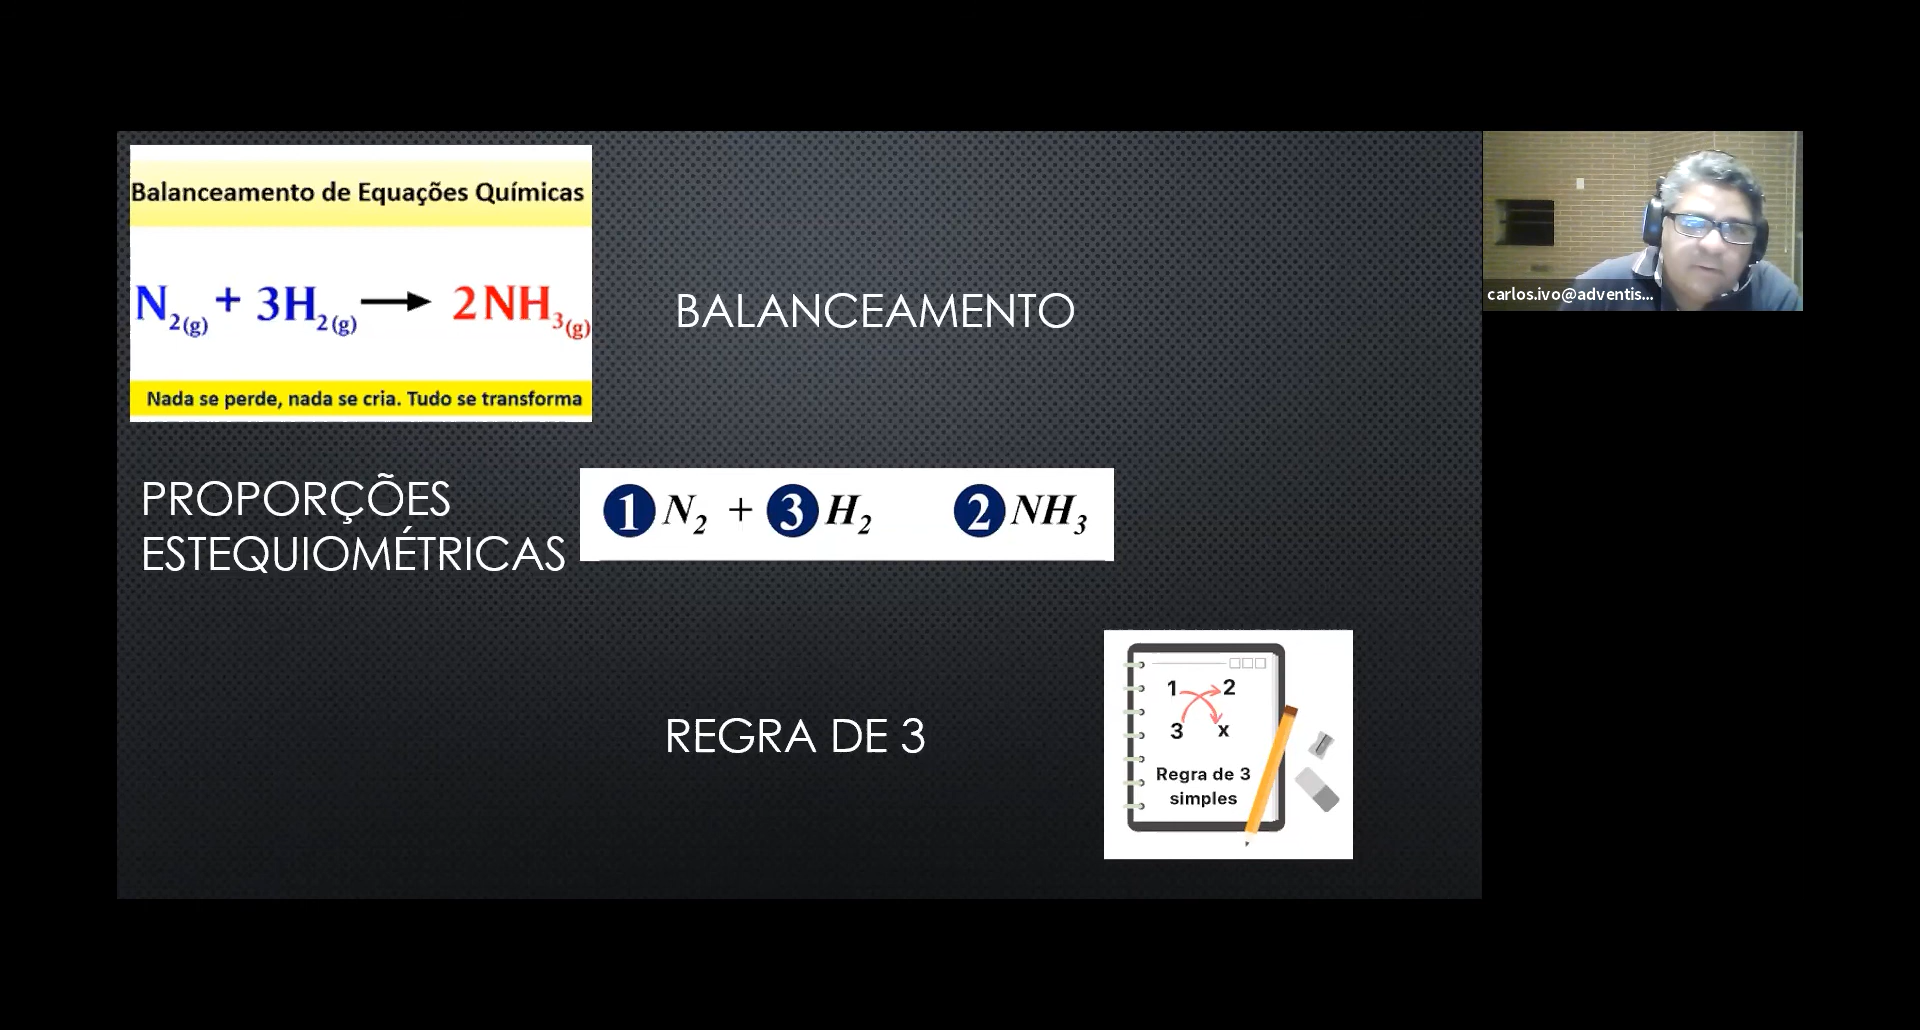 Balanceamento de Equações Químicas
N2(g) + 3H2(g) → 2NH3(g)
Nada se perde, nada se cria. Tudo se transforma
BALANCEAMENTO
carlos.ivo@adventis...
PROPORÇÕES
ESTEQUIOMÉTRICAS
1 N2 + 3 H2 2 NH3
REGRA DE 3
1 2
3 x
Regra de 3
simples